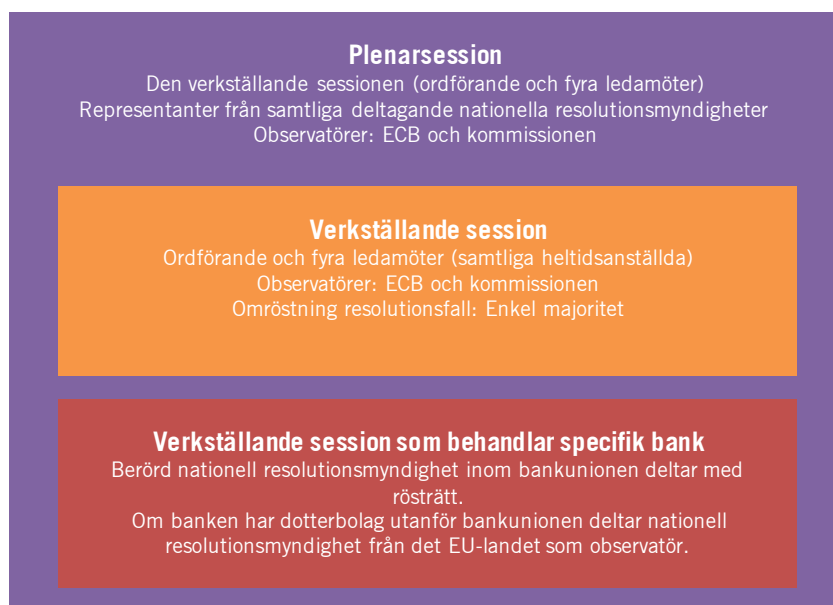 Plenarsession
Den verkställande sessionen (ordförande och fyra ledamöter)
Representanter från samtliga deltagande nationella resolutionsmyndigheter
Observatörer: ECB och kommissionen
Verkställande session
Ordförande och fyra ledamöter (samtliga heltidsanställda)
Observatörer: ECB och kommissionen
Omröstning resolutionsfall: Enkel majoritet
Verkställande session som behandlar specifik bank
Berörd nationell resolutionsmyndighet inom bankunionen deltar med
rösträtt.
Om banken har dotterbolag utanför bankunionen deltar nationell
resolutionsmyndighet från det EU-landet som observatör.